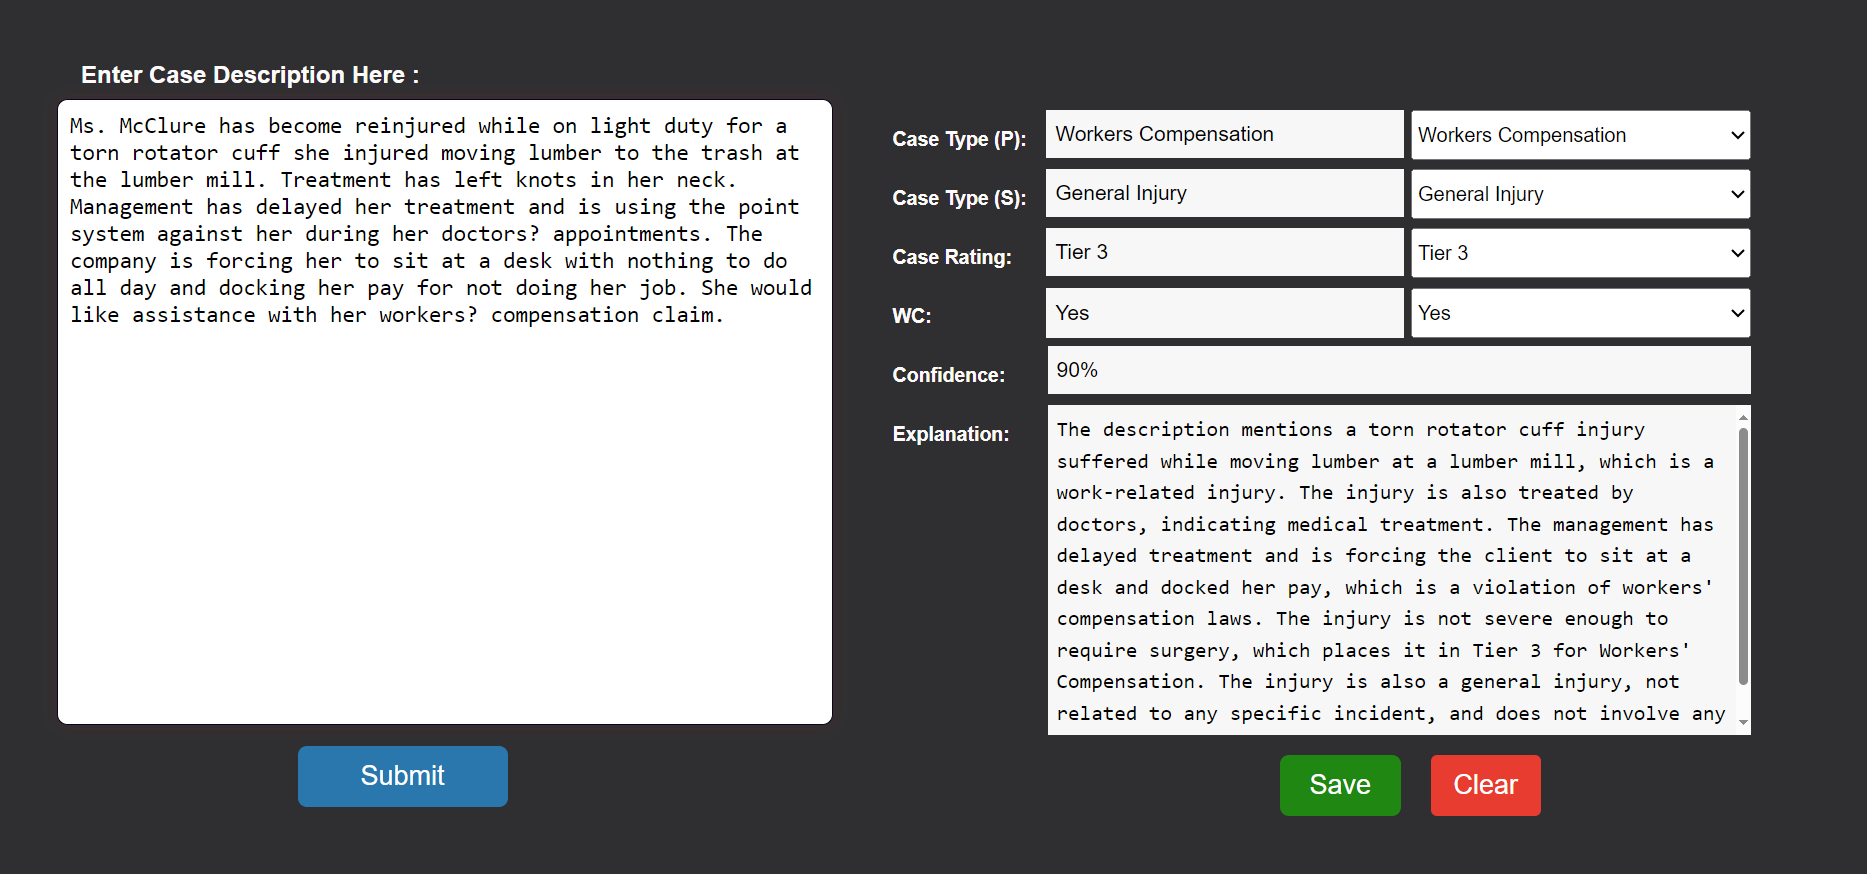 Enter Case Description Here :
Ms. McClure has become reinjured while on light duty for a
torn rotator cuff she injured moving lumber to the trash at
the lumber mill. Treatment has left knots in her neck.
Management has delayed her treatment and is using the point
system against her during her doctors? appointments. The
company is forcing her to sit at a desk with nothing to do
all day and docking her pay for not doing her job. She would
like assistance with her workers? compensation claim.
Submit
Case Type (P): Workers Compensation Workers Compensation
Case Type (S): General Injury General Injury
Case Rating: Tier 3 Tier 3
WC: Yes Yes
Confidence: 90%
Explanation:
The description mentions a torn rotator cuff injury
suffered while moving lumber at a lumber mill, which is a
work-related injury. The injury is also treated by
doctors, indicating medical treatment. The management has
delayed treatment and is forcing the client to sit at a
desk and docked her pay, which is a violation of workers'
compensation laws. The injury is not severe enough to
require surgery, which places it in Tier 3 for Workers'
Compensation. The injury is also a general injury, not
related to any specific incident, and does not involve any
Save Clear